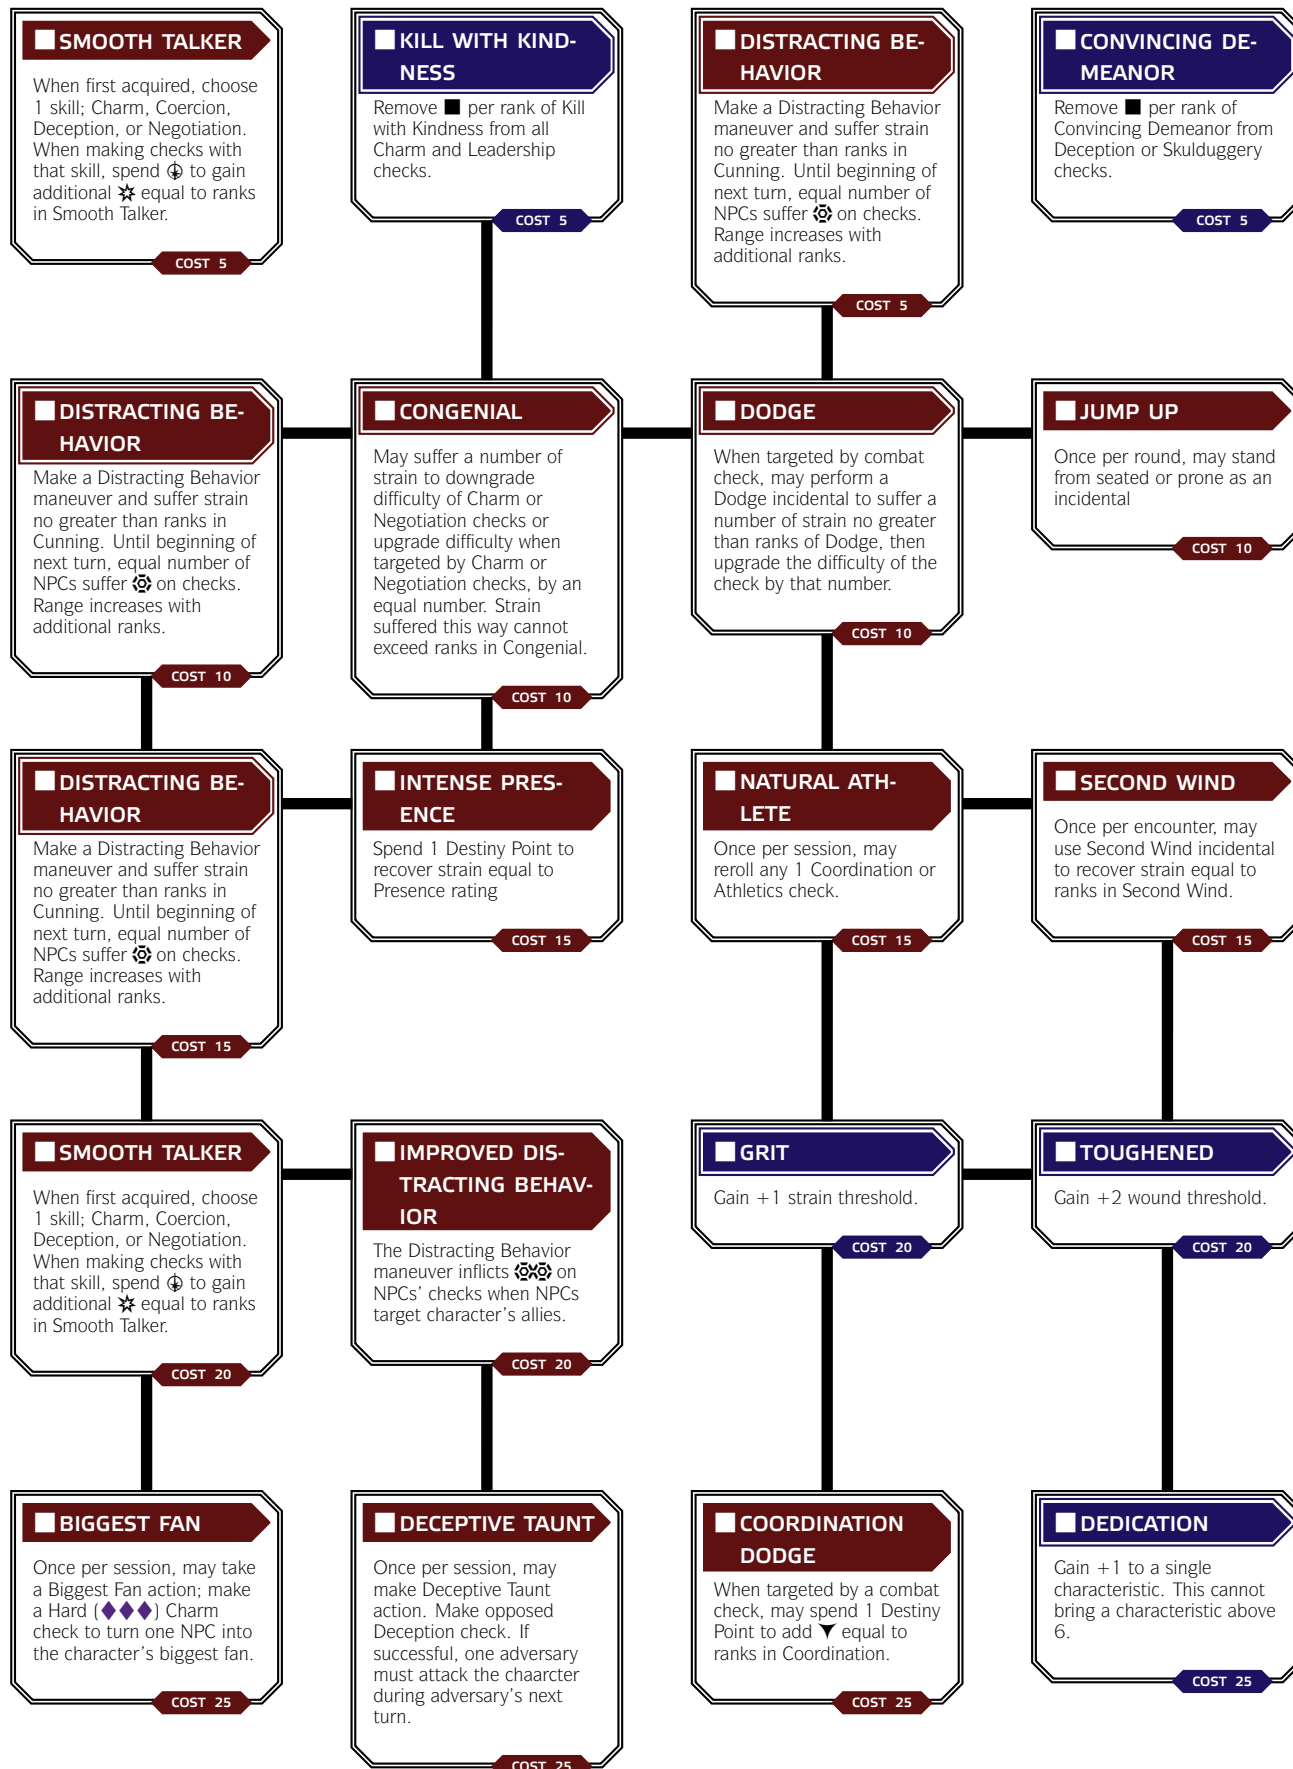 SMOOTH TALKER
When first acquired, choose
1 skill; Charm, Coercion,
Deception, or Negotiation.
When making checks with
that skill, spend to gain
additional equal to ranks
in Smooth Talker.
COST 5
KILL WITH KIND-
NESS
Remove per rank of Kill
with Kindness from all
Charm and Leadership
checks.
COST 5
DISTRACTING BE-
HAVIOR
Make a Distracting Behavior
maneuver and suffer strain
no greater than ranks in
Cunning. Until beginning of
next turn, equal number of
NPCs suffer on checks.
Range increases with
additional ranks.
COST 5
CONVINCING DE-
MEANOR
Remove per rank of
Convincing Demeanor from
Deception or Skulduggery
checks.
COST 5
DISTRACTING BE-
HAVIOR
Make a Distracting Behavior
maneuver and suffer strain
no greater than ranks in
Cunning. Until beginning of
next turn, equal number of
NPCs suffer on checks.
Range increases with
additional ranks.
COST 10
CONGENIAL
May suffer a number of
strain to downgrade
difficulty of Charm or
Negotiation checks or
upgrade difficulty when
targeted by Charm or
Negotiation checks, by an
equal number. Strain
suffered this way cannot
exceed ranks in Congenial.
COST 10
DODGE
When targeted by combat
check, may perform a
Dodge incidental to suffer a
number of strain no greater
than ranks of Dodge, then
upgrade the difficulty of the
check by that number.
COST 10
JUMP UP
Once per round, may stand
from seated or prone as an
incidental
COST 10
DISTRACTING BE-
HAVIOR
Make a Distracting Behavior
maneuver and suffer strain
no greater than ranks in
Cunning. Until beginning of
next turn, equal number of
NPCs suffer on checks.
Range increases with
additional ranks.
COST 15
INTENSE PRES-
ENCE
Spend 1 Destiny Point to
recover strain equal to
Presence rating
COST 15
NATURAL ATH-
LETE
Once per session, may
reroll any 1 Coordination or
Athletics check.
COST 15
SECOND WIND
Once per encounter, may
use Second Wind incidental
to recover strain equal to
ranks in Second Wind.
COST 15
SMOOTH TALKER
When first acquired, choose
1 skill; Charm, Coercion,
Deception, or Negotiation.
When making checks with
that skill, spend to gain
additional equal to ranks
in Smooth Talker.
COST 20
IMPROVED DIS-
TRACTING BEHAV-
IOR
The Distracting Behavior
maneuver inflicts on
NPCs' checks when NPCs
target character's allies.
COST 20
GRIT
Gain +1 strain threshold.
COST 20
TOUGHENED
Gain +2 wound threshold.
COST 20
BIGGEST FAN
Once per session, may take
a Biggest Fan action; make
a Hard (♦♦♦) Charm
check to turn one NPC into
the character's biggest fan.
COST 25
DECEPTIVE TAUNT
Once per session, may
make Deceptive Taunt
action. Make opposed
Deception check. If
successful, one adversary
must attack the chaarcter
during adversary's next
turn.
COST 25
COORDINATION
DODGE
When targeted by a combat
check, may spend 1 Destiny
Point to add equal to
ranks in Coordination.
COST 25
DEDICATION
Gain +1 to a single
characteristic. This cannot
bring a characteristic above
6.
COST 25